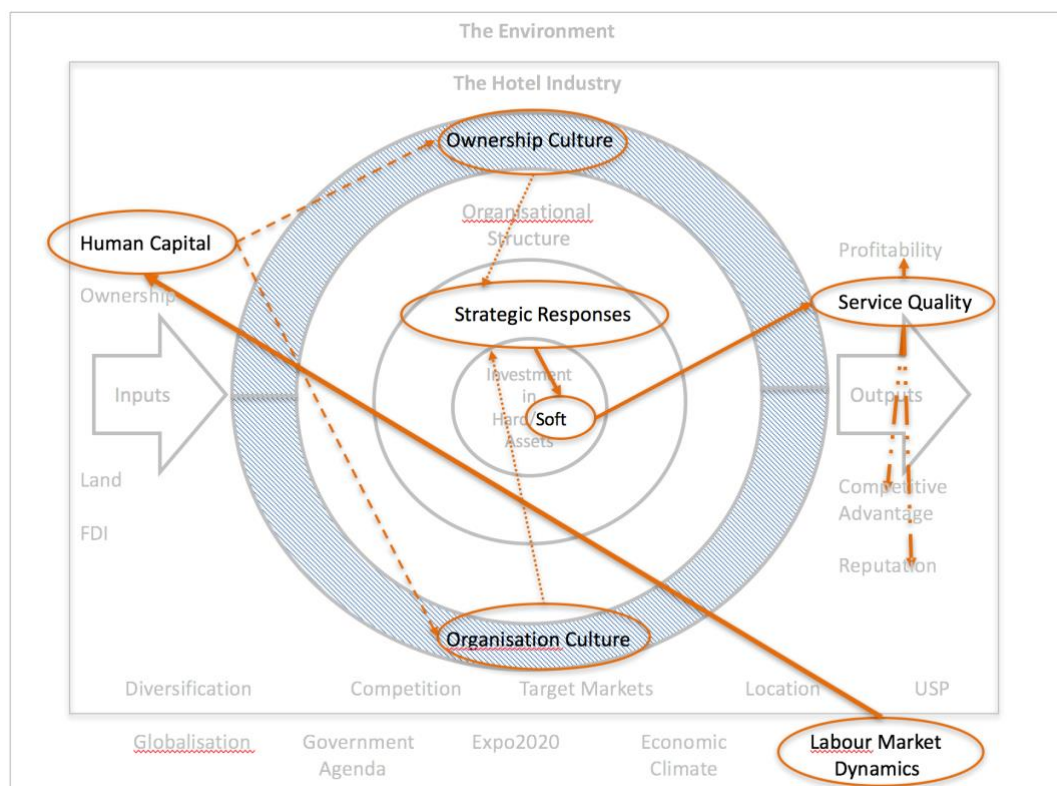 The Environment
The Hotel Industry
Ownership Culture
Organisational
Structure
Human Capital
Ownership
Profitability
Service Quality
Strategic Responses
Investment
in
Hard/Soft
Assets
Inputs
Outputs
Land
FDI
Competitive
Advantage
Reputation
Organisation Culture
Diversification
Competition
Target Markets
Location
USP
Globalisation
Government
Agenda
Expo2020
Economic
Climate
Labour Market
Dynamics